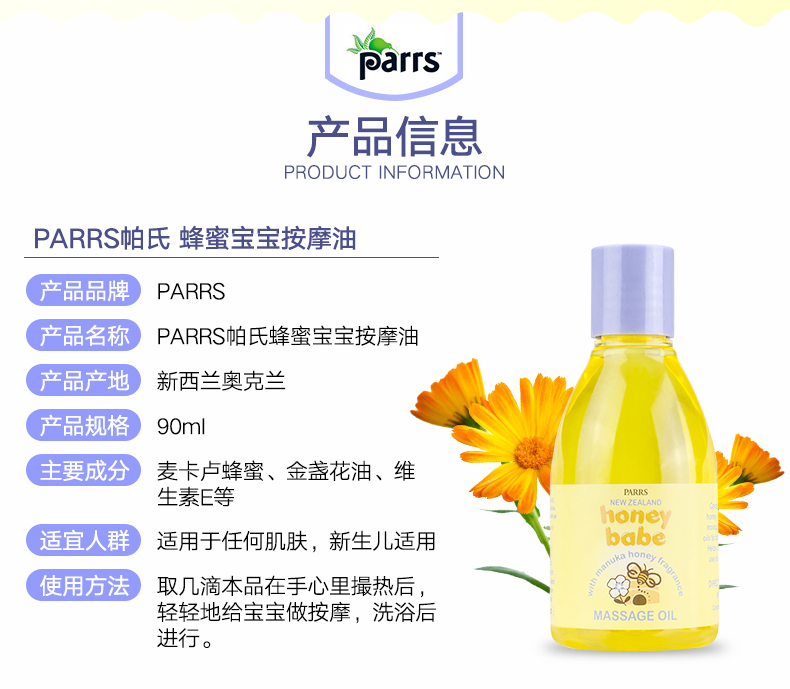 parrs™
产品信息
PRODUCT INFORMATION
PARRS帕氏 蜂蜜宝宝按摩油
产品品牌 PARRS
产品名称 PARRS帕氏蜂蜜宝宝按摩油
产品产地 新西兰奥克兰
产品规格 90ml
主要成分 麦卡卢蜂蜜、金盏花油、维
生素E等
适宜人群 适用于任何肌肤，新生儿适用
使用方法 取几滴本品在手心里撮热后，
轻轻地给宝宝做按摩，洗浴后
进行。
PARRS
NEW ZEALAND
honey
babe
with manuka honey fragrance
MASSAGE OIL